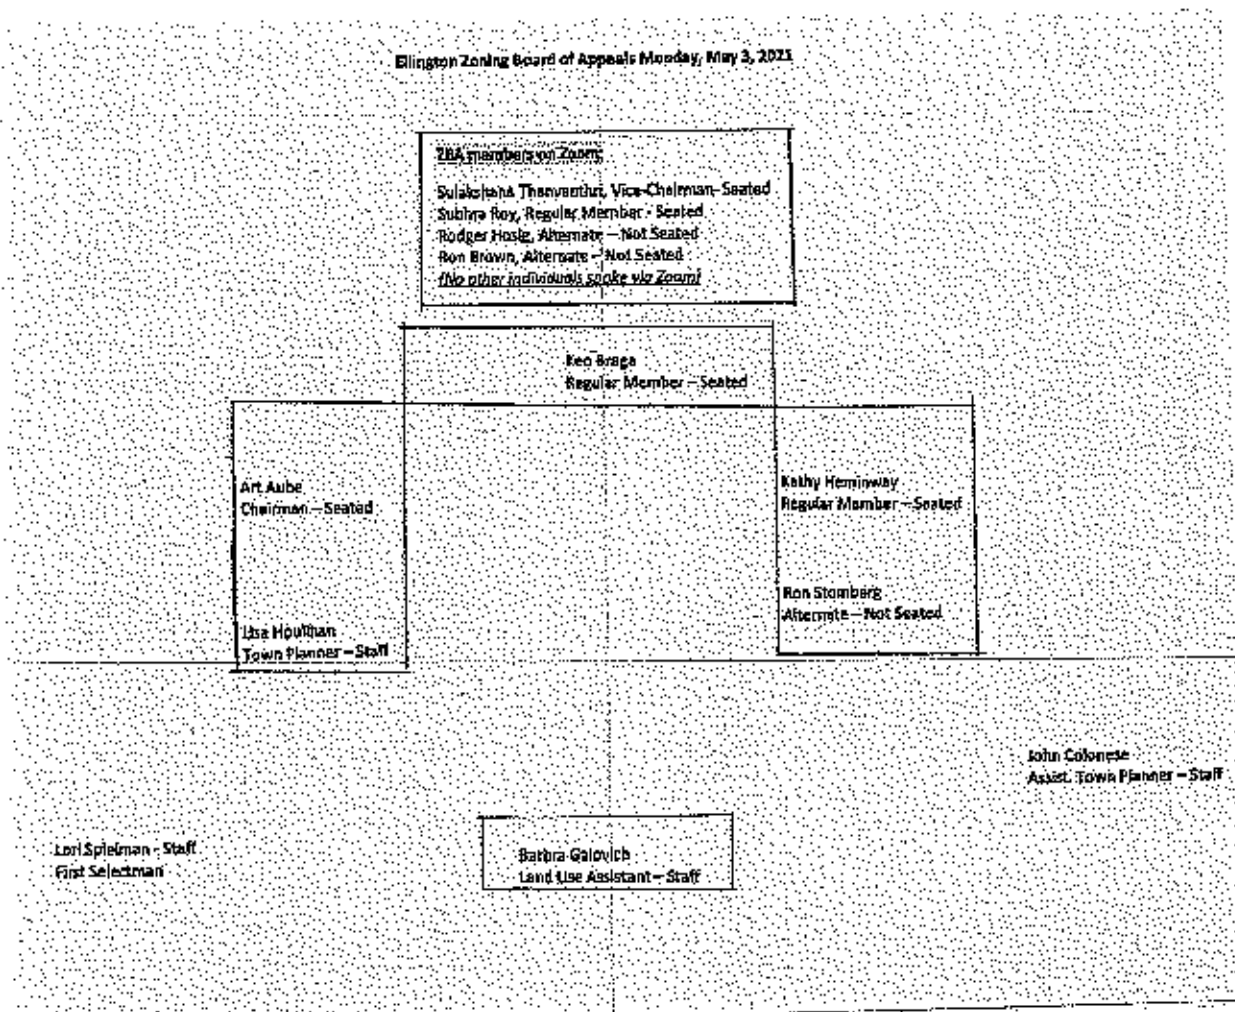 Ellington Zoning Board of Appeals Monday, May 3, 2021
ZBA members on Zoom:
Sulakshana Thanvanthri, Vice-Chairman- Seated
Subhra Roy, Regular Member - Seated
Rodger Hosig, Alternate – Not Seated
Ron Brown, Alternate – Not Seated
(No other individuals spoke via Zoom)
Ken Braga
Regular Member – Seated
Art Aube
Chairman – Seated
Kathy Heminway
Regular Member – Seated
Ron Stomberg
Alternate – Not Seated
Lisa Houlihan
Town Planner – Staff
John Colonese
Assist. Town Planner – Staff
Lori Spielman - Staff
First Selectman
Barbra Galovich
Land Use Assistant – Staff